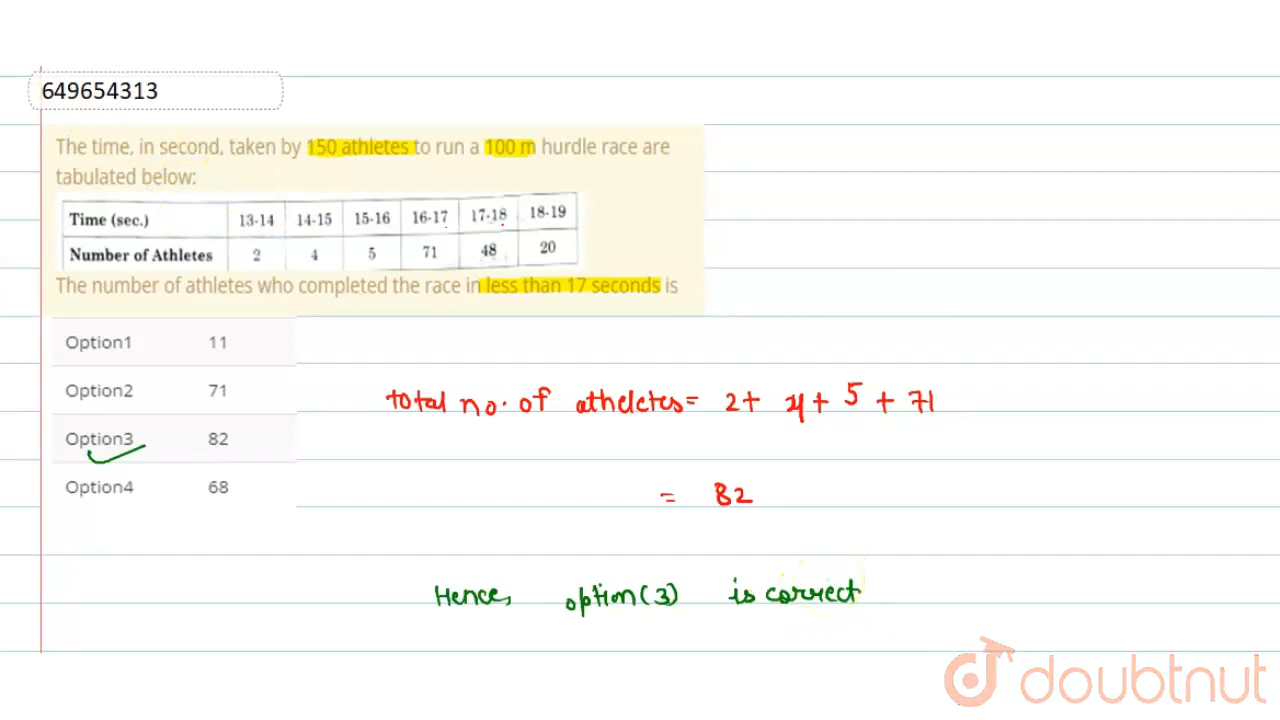 649654313
The time, in second, taken by 150 athletes to run a 100 m hurdle race are
tabulated below:
Time (sec.) 13-14 14-15 15-16 16-17 17-18 18-19
Number of Athletes 2 4 5 71 48 20
The number of athletes who completed the race in less than 17 seconds is
Option1 11
Option2 71
Option3 82
Option4 68
total no. of atheletes= 2+ 4+ 5 + 71
= 82
Hence, option(3) is correct
doubtnut